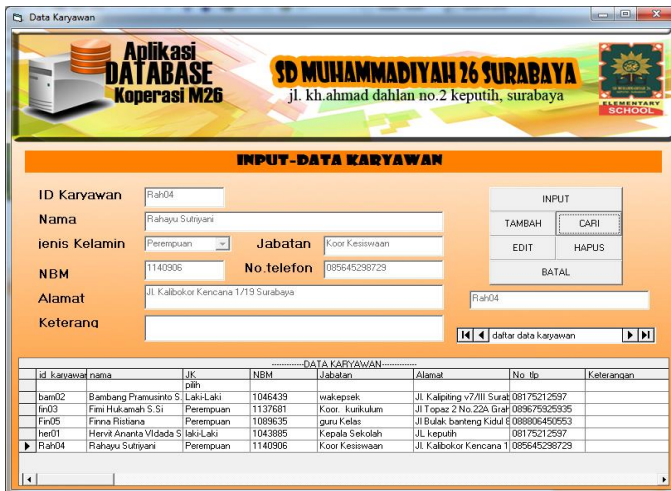 Data Karyawan
Aplikasi
DATABASE
Koperasi M26
SD MUHAMMADIYAH 26 SURABAYA
jl. kh.ahmad dahlan no.2 keputih, surabaya
ELEMENTARY
SCHOOL
INPUT-DATA KARYAWAN
ID Karyawan Rah04
Nama Rahayu Sutriyani
jenis Kelamin Perempuan Jabatan Koor Kesiswaan
NBM 1140906 No.telefon 085645298729
Alamat Jl. Kalibokor Kencana 1/19 Surabaya
Keterang
INPUT
TAMBAH CARI
EDIT HAPUS
BATAL
Rah04
daftar data karyawan
-------------DATA KARYAWAN-------------
id_karyawan nama JK NBM Jabatan Alamat No_tlp Keterangan
pilih
bam02 Bambang Pramusinto S. Laki-Laki 1046439 wakepsek Jl. Kalipiting v7/III Surab 08175212597
fin03 Fimi Hukamah S.Si Perempuan 1137681 Koor. kurikulum Jl Topaz 2 No.22A Grah 089675925935
Fin05 Finna Ristiana Perempuan 1089635 guru Kelas Jl Bulak banteng Kidul 6 088806450553
her01 Hervit Ananta VIdada S laki-Laki 1043885 Kepala Sekolah JL keputih 08175212597
Rah04 Rahayu Sutriyani Perempuan 1140906 Koor Kesiswaan Jl. Kalibokor Kencana 1 085645298729